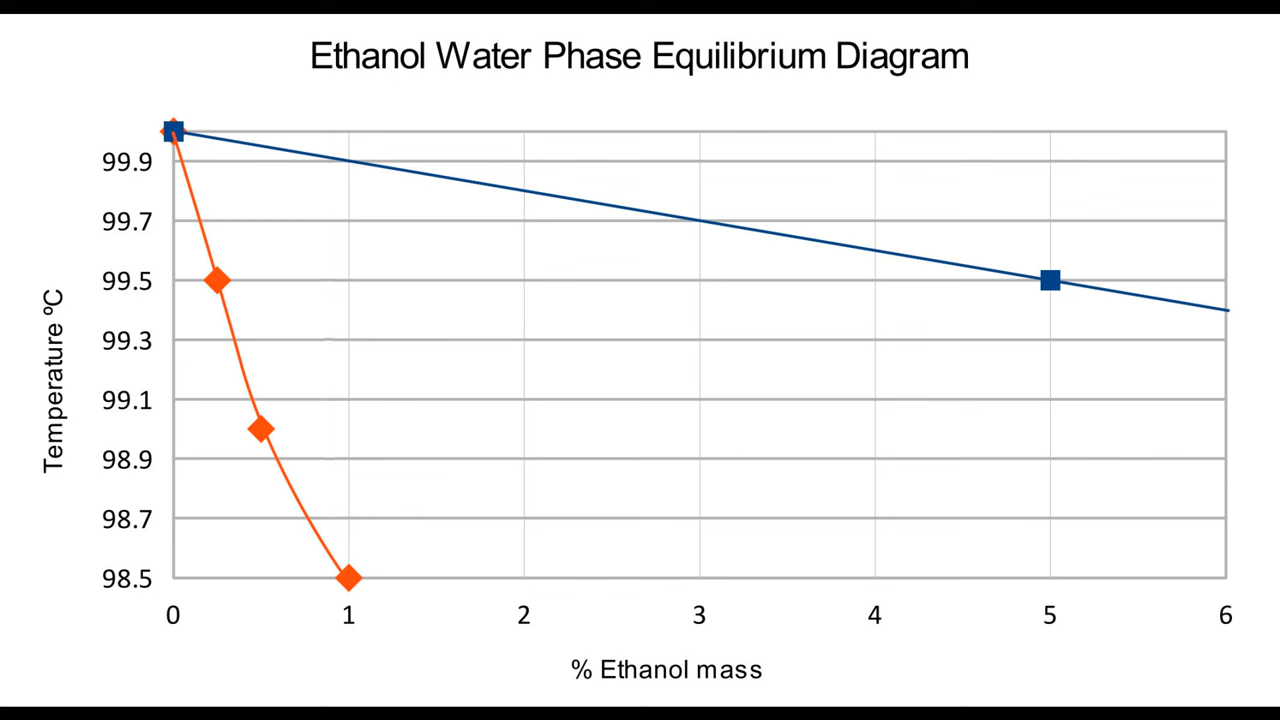 Ethanol Water Phase Equilibrium Diagram
99.9
99.7
99.5
99.3
99.1
98.9
98.7
98.5
Temperature ºC
0 1 2 3 4 5 6
% Ethanol mass